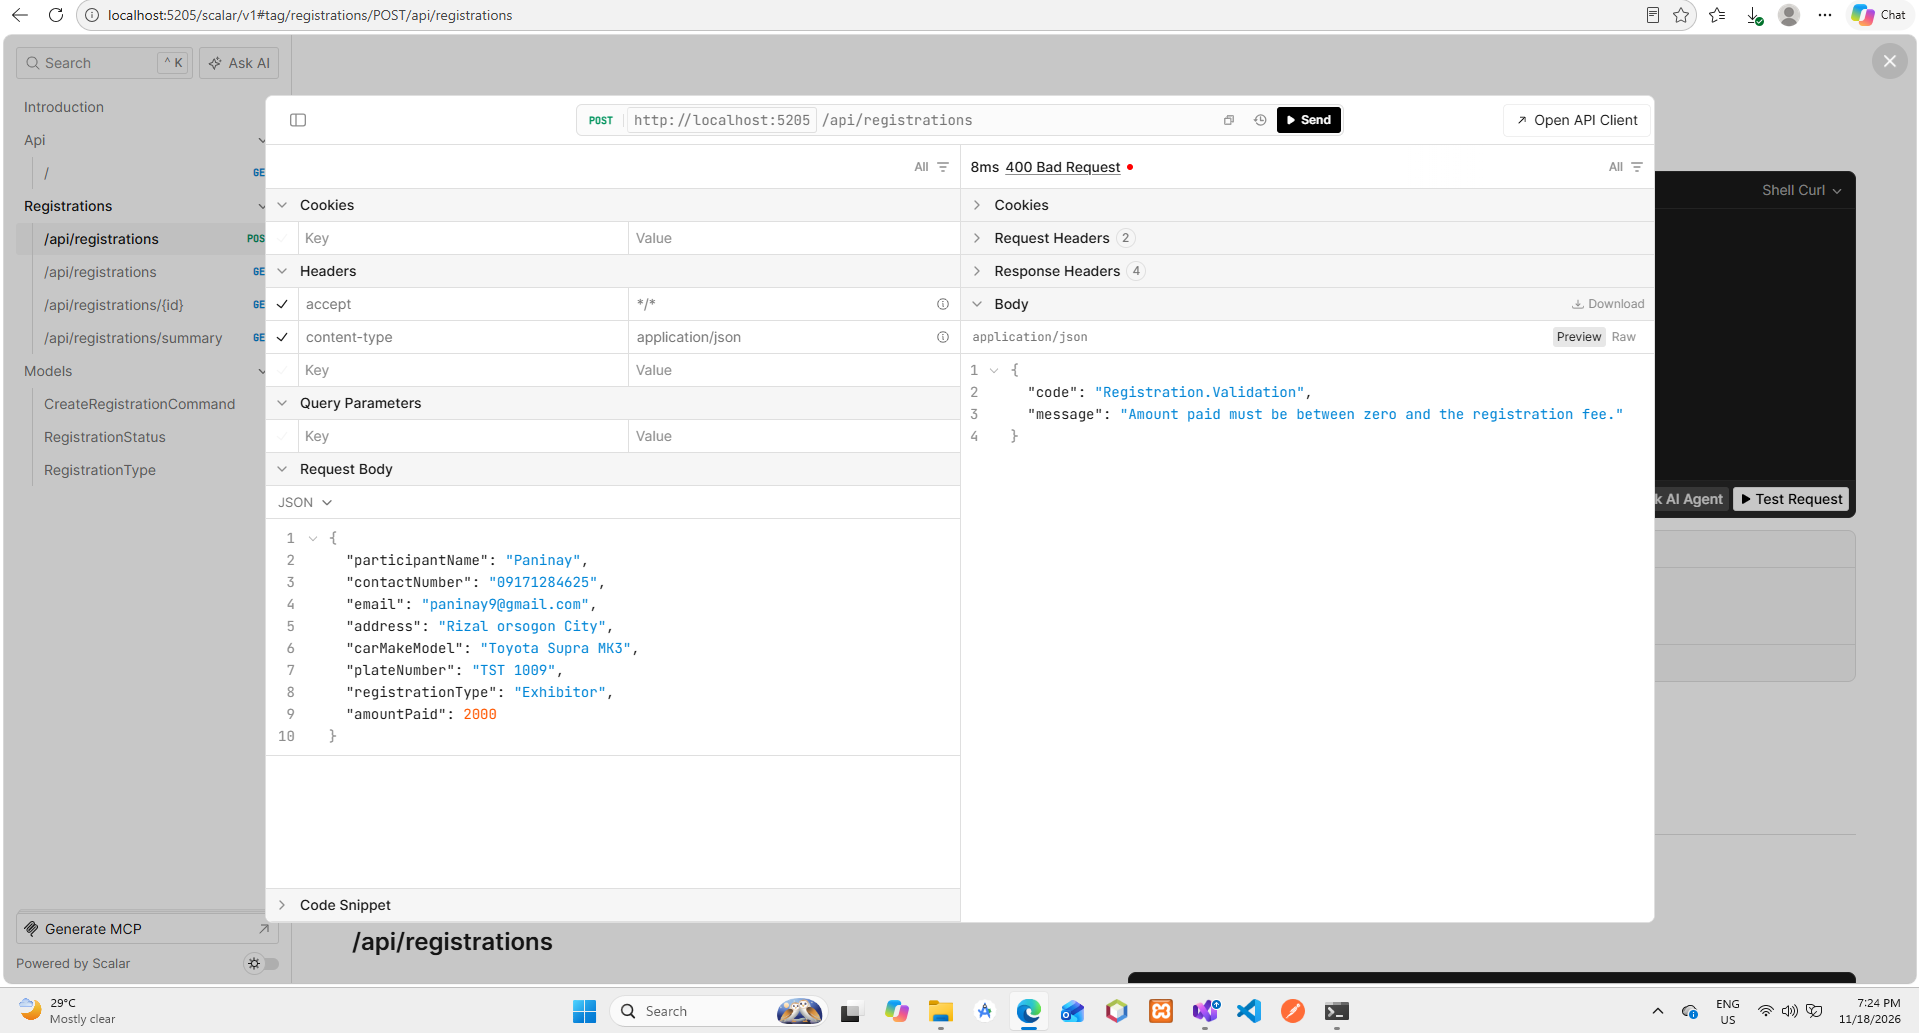 localhost:5205/scalar/v1#tag/registrations/POST/api/registrations
Chat
Search
^ K
Ask AI
Introduction
Api
/
GE
Registrations
/api/registrations
POS
/api/registrations
GE
/api/registrations/{id}
GE
/api/registrations/summary
GE
Models
CreateRegistrationCommand
RegistrationStatus
RegistrationType
Generate MCP
Powered by Scalar
POST
http://localhost:5205
/api/registrations
Send
Open API Client
All
Cookies
Key
Value
Headers
accept
*/*
content-type
application/json
Key
Value
Query Parameters
Key
Value
Request Body
JSON
1 {
2 "participantName": "Paninay",
3 "contactNumber": "09171284625",
4 "email": "paninay9@gmail.com",
5 "address": "Rizal orsogon City",
6 "carMakeModel": "Toyota Supra MK3",
7 "plateNumber": "TST 1009",
8 "registrationType": "Exhibitor",
9 "amountPaid": 2000
10 }
Code Snippet
8ms 400 Bad Request
All
Cookies
Request Headers 2
Response Headers 4
Body
Download
application/json
Preview
Raw
1 {
2 "code": "Registration.Validation",
3 "message": "Amount paid must be between zero and the registration fee."
4 }
Shell Curl
k AI Agent
Test Request
/api/registrations
29°C
Mostly clear
Search
ENG
US
7:24 PM
11/18/2026